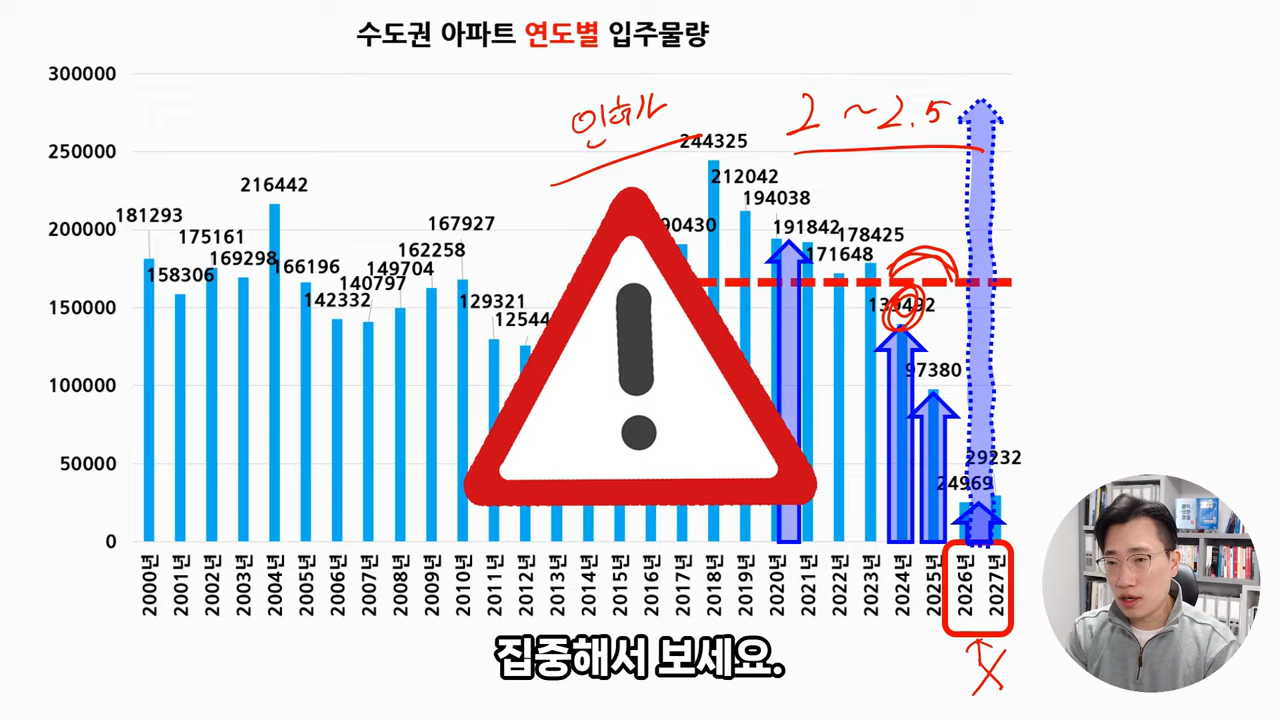 수도권 아파트 연도별 입주물량
300000
250000
200000
150000
100000
50000
0
인허가
2 ~ 2.5
181293
158306
175161
169298
216442
166196
142332
140797
149704
162258
167927
129321
12544
90430
244325
212042
194038
191842
171648
178425
97380
24969
29232
2000년
2001년
2002년
2003년
2004년
2005년
2006년
2007년
2008년
2009년
2010년
2011년
2012년
2013년
2014년
2015년
2016년
2017년
2018년
2019년
2020년
2021년
2022년
2023년
2024년
2025년
2026년
2027년
X
집중해서 보세요.